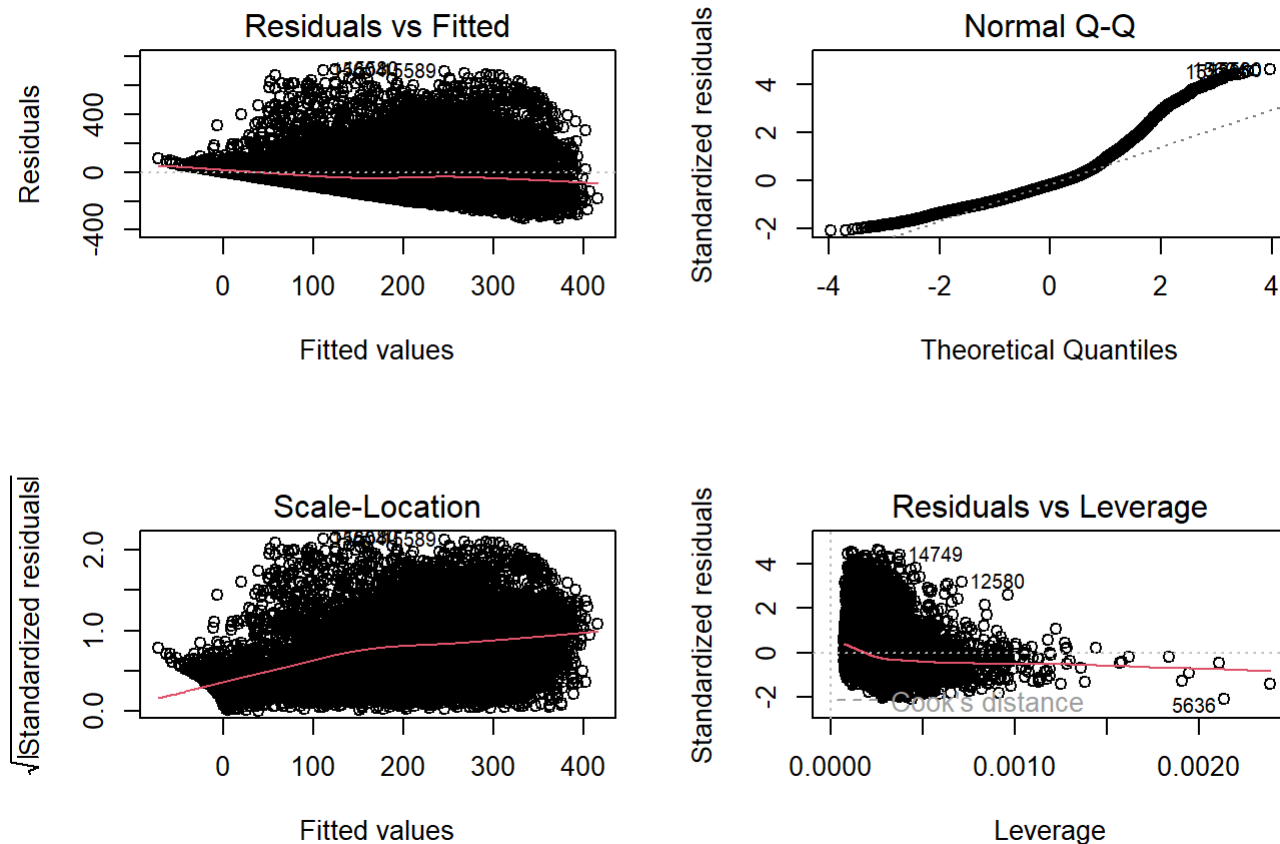 Residuals vs Fitted
Residuals
400
0
-400
5589
0 100 200 300 400
Fitted values
Normal Q-Q
Standardized residuals
4
2
0
-2
-4 -2 0 2 4
Theoretical Quantiles
Scale-Location
√|Standardized residuals|
2.0
1.0
0.0
5589
0 100 200 300 400
Fitted values
Residuals vs Leverage
Standardized residuals
4
2
0
-2
14749
12580
Cook's distance
5636
0.0000 0.0010 0.0020
Leverage